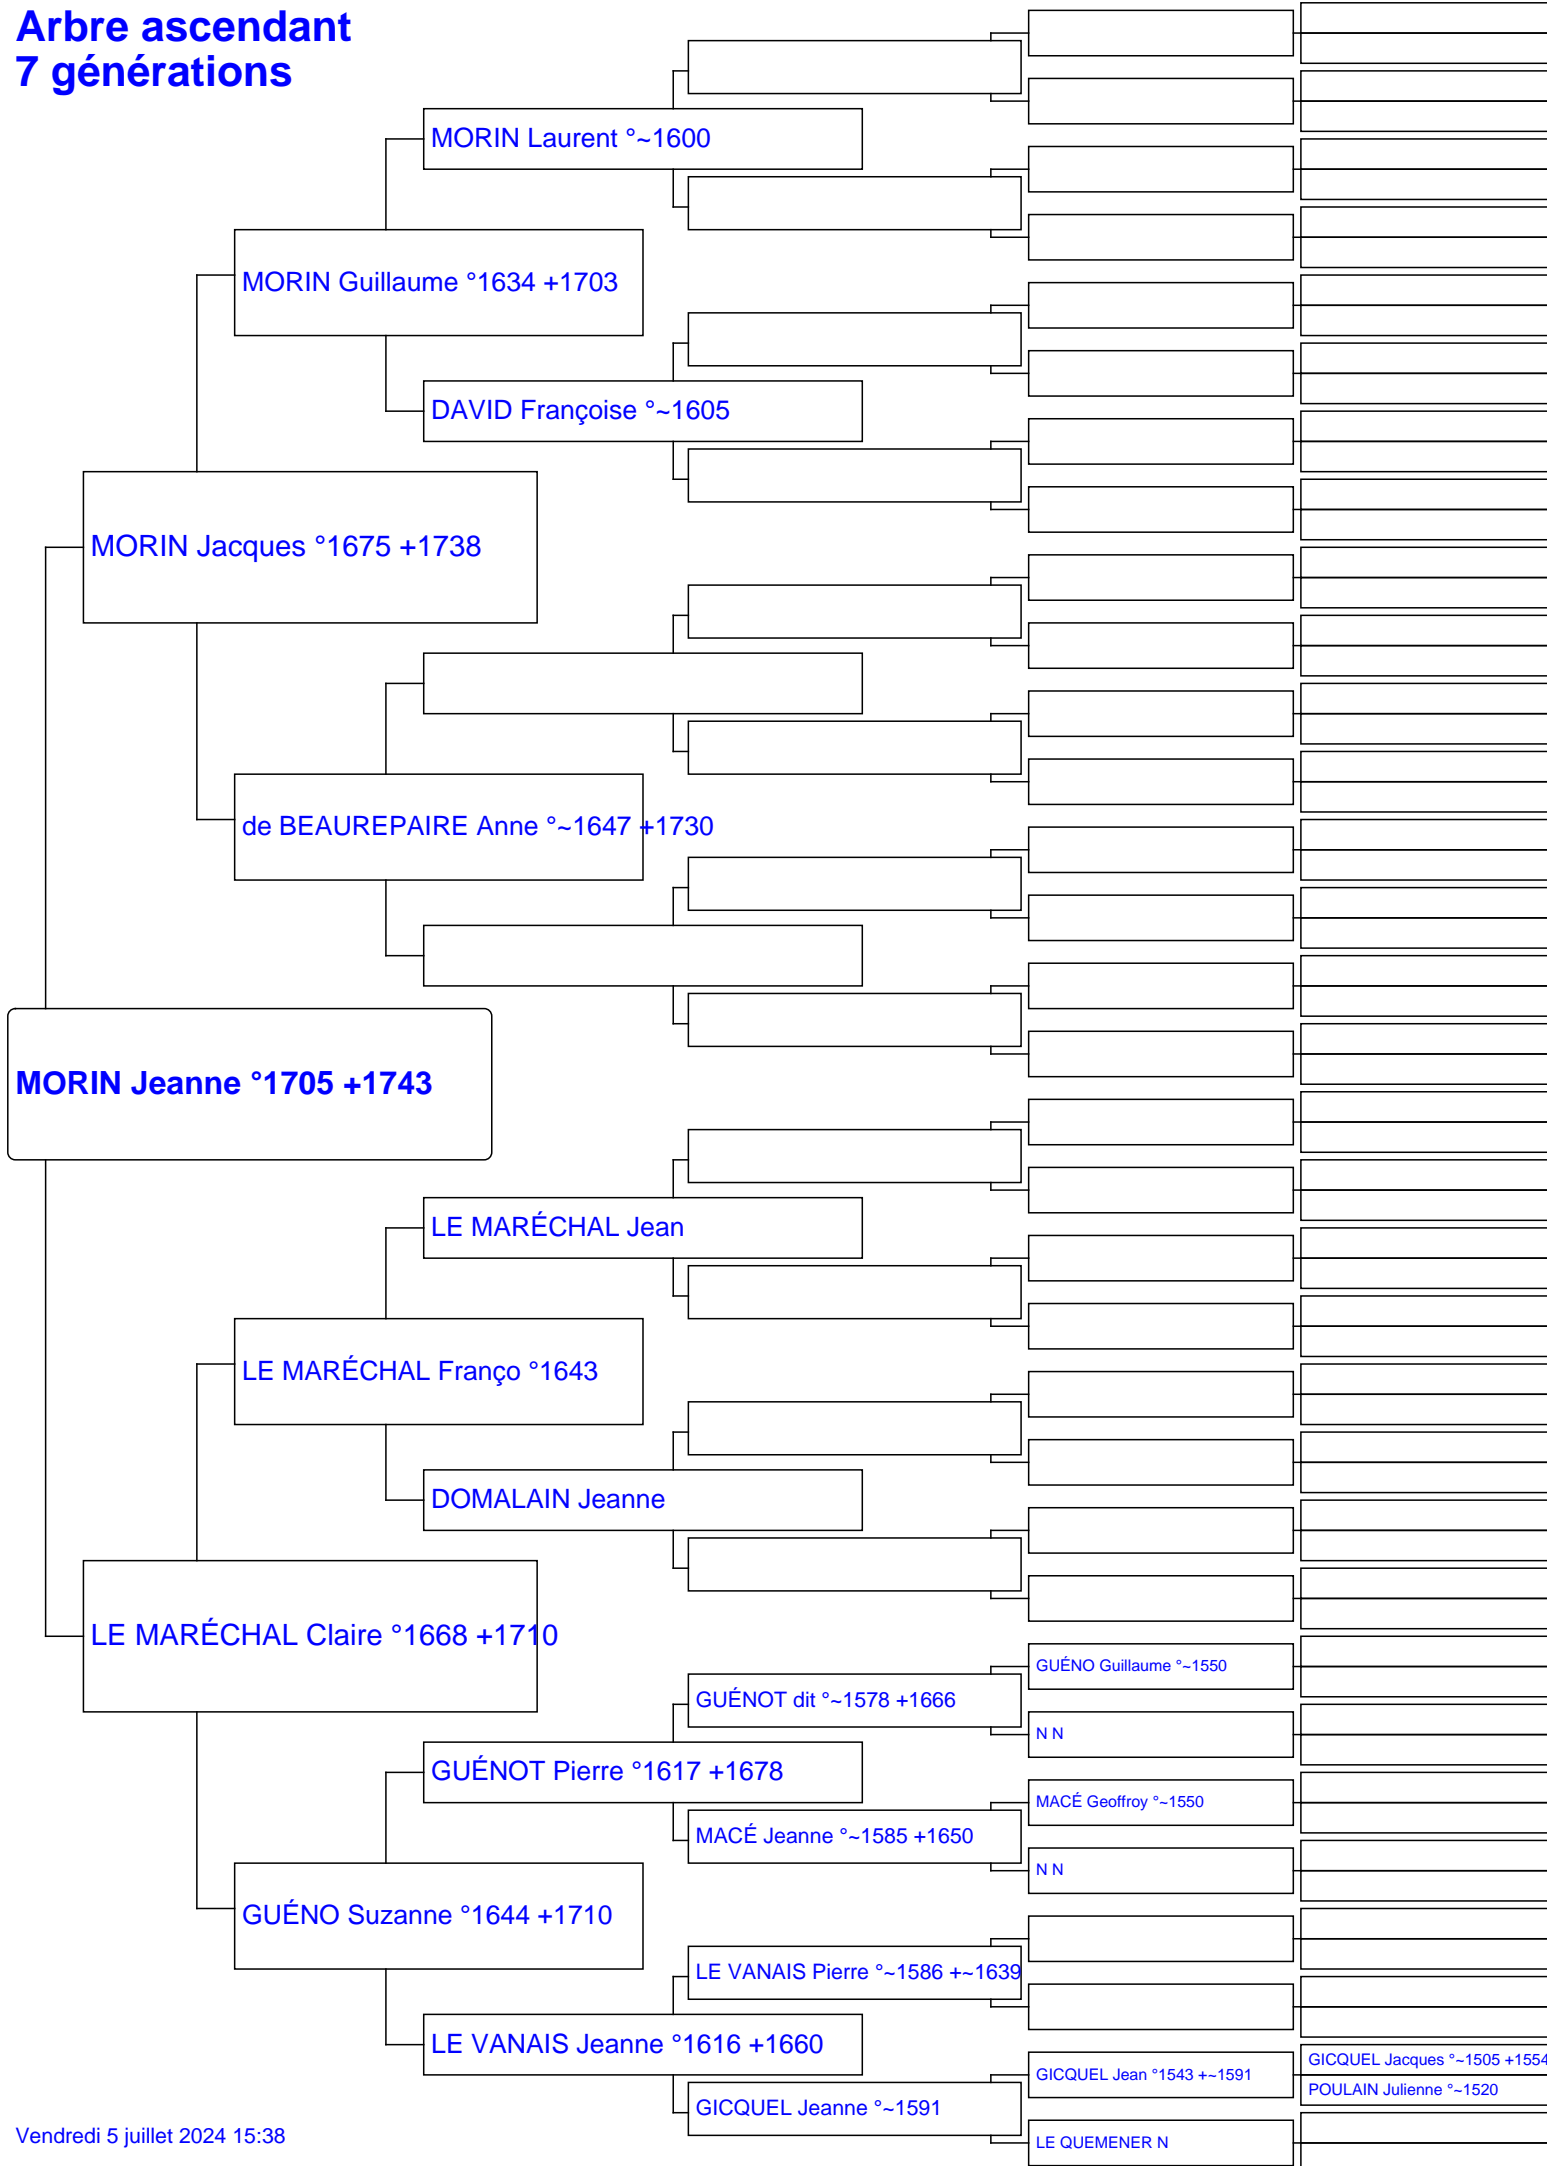 Arbre ascendant
7 générations
MORIN Laurent °~1600
MORIN Guillaume °1634 +1703
DAVID Françoise °~1605
MORIN Jacques °1675 +1738
de BEAUREPAIRE Anne °~1647 +1730
MORIN Jeanne °1705 +1743
LE MARÉCHAL Jean
LE MARÉCHAL Franço °1643
DOMALAIN Jeanne
LE MARÉCHAL Claire °1668 +1710
GUÉNO Guillaume °~1550
GUÉNOT dit °~1578 +1666
N N
GUÉNOT Pierre °1617 +1678
MACÉ Geoffroy °~1550
MACÉ Jeanne °~1585 +1650
N N
GUÉNO Suzanne °1644 +1710
LE VANAIS Pierre °~1586 +~1639
LE VANAIS Jeanne °1616 +1660
GICQUEL Jacques °~1505 +1554
GICQUEL Jean °1543 +~1591
POULAIN Julienne °~1520
GICQUEL Jeanne °~1591
LE QUEMENER N
Vendredi 5 juillet 2024 15:38